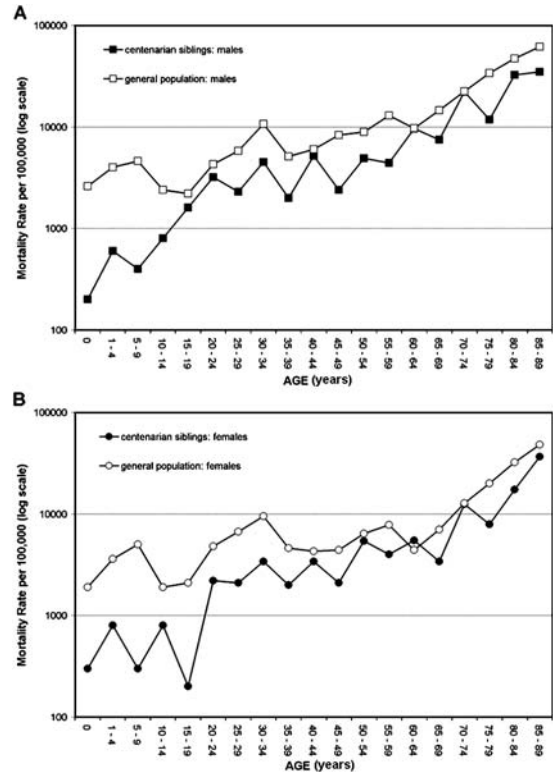 A
Mortality Rate per 100,000 (log scale)
100000
10000
1000
100
centenarian siblings: males
general population: males
0
1 - 4
5 - 9
10 - 14
15 - 19
20 - 24
25 - 29
30 - 34
35 - 39
40 - 44
45 - 49
50 - 54
55 - 59
60 - 64
65 - 69
70 - 74
75 - 79
80 - 84
85 - 89
AGE (years)
B
Mortality Rate per 100,000 (log scale)
100000
10000
1000
100
centenarian siblings: females
general population: females
0
1 - 4
5 - 9
10 - 14
15 - 19
20 - 24
25 - 29
30 - 34
35 - 39
40 - 44
45 - 49
50 - 54
55 - 59
60 - 64
65 - 69
70 - 74
75 - 79
80 - 84
85 - 89
AGE (years)